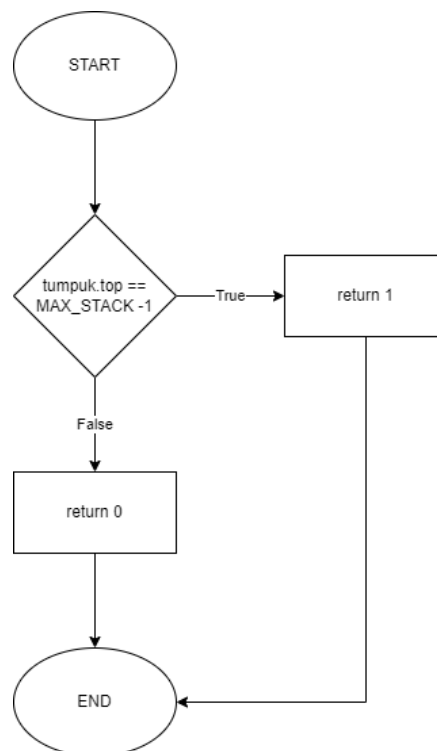 START
tumpuk.top ==
MAX_STACK -1
True
return 1
False
return 0
END